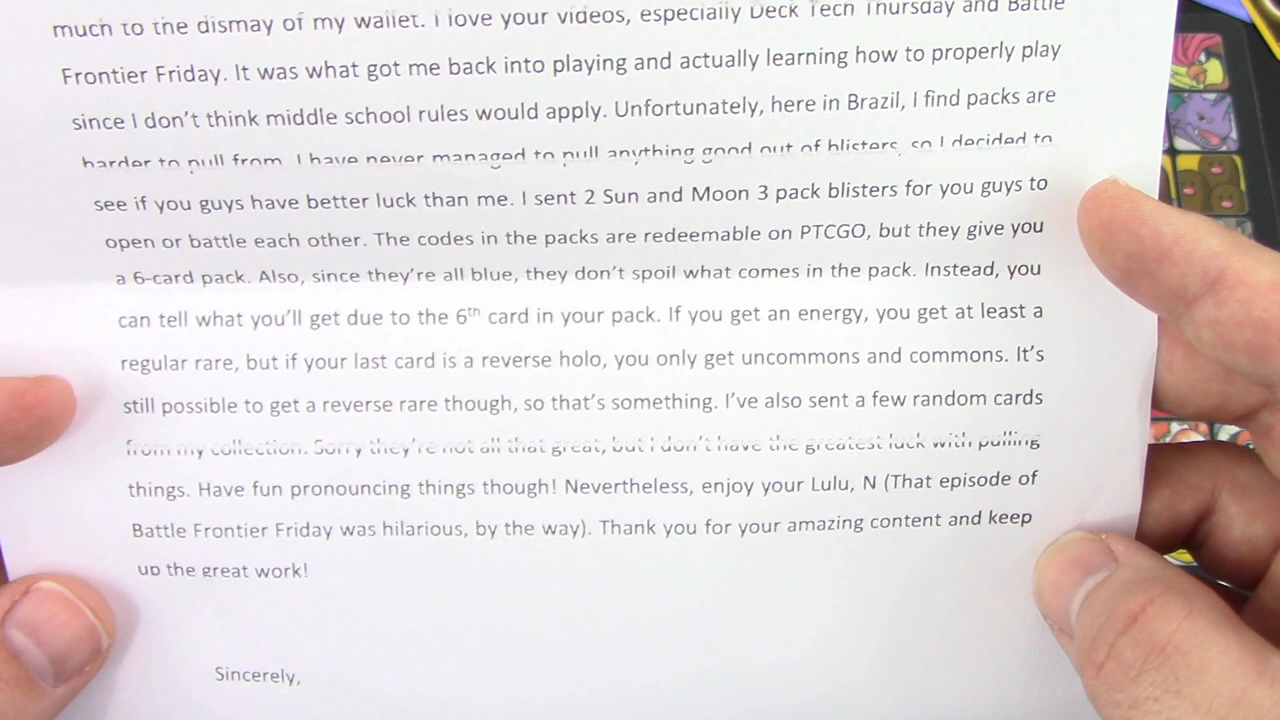 much to the dismay of my wallet. I love your videos, especially Deck Tech Thursday and Battle
Frontier Friday. It was what got me back into playing and actually learning how to properly play
since I don't think middle school rules would apply. Unfortunately, here in Brazil, I find packs are
harder to pull from. I have never managed to pull anything good out of blisters, so I decided to
see if you guys have better luck than me. I sent 2 Sun and Moon 3 pack blisters for you guys to
open or battle each other. The codes in the packs are redeemable on PTCGO, but they give you
a 6-card pack. Also, since they're all blue, they don't spoil what comes in the pack. Instead, you
can tell what you'll get due to the 6th card in your pack. If you get an energy, you get at least a
regular rare, but if your last card is a reverse holo, you only get uncommons and commons. It's
still possible to get a reverse rare though, so that's something. I've also sent a few random cards
from my collection. Sorry they're not all that great, but I don't have the greatest luck with pulling
things. Have fun pronouncing things though! Nevertheless, enjoy your Lulu, N (That episode of
Battle Frontier Friday was hilarious, by the way). Thank you for your amazing content and keep
up the great work!
Sincerely,